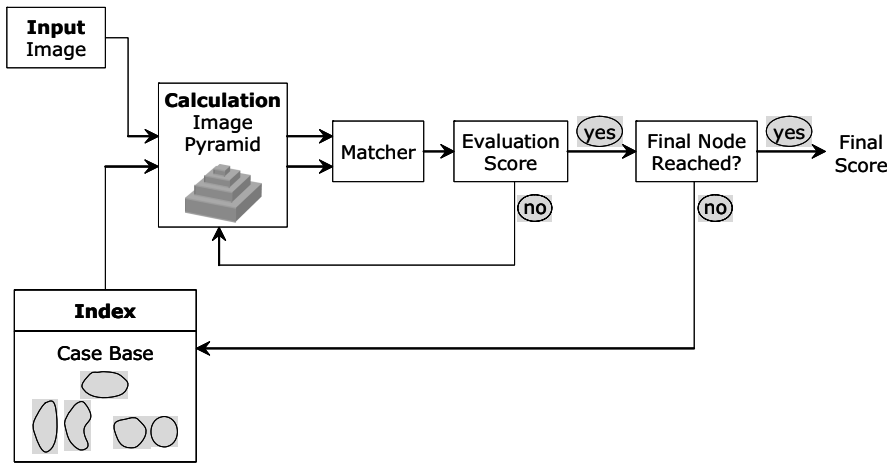 Input
Image
Calculation
Image
Pyramid
Matcher
Evaluation
Score
yes
Final Node
Reached?
yes
Final
Score
no
no
Index
Case Base